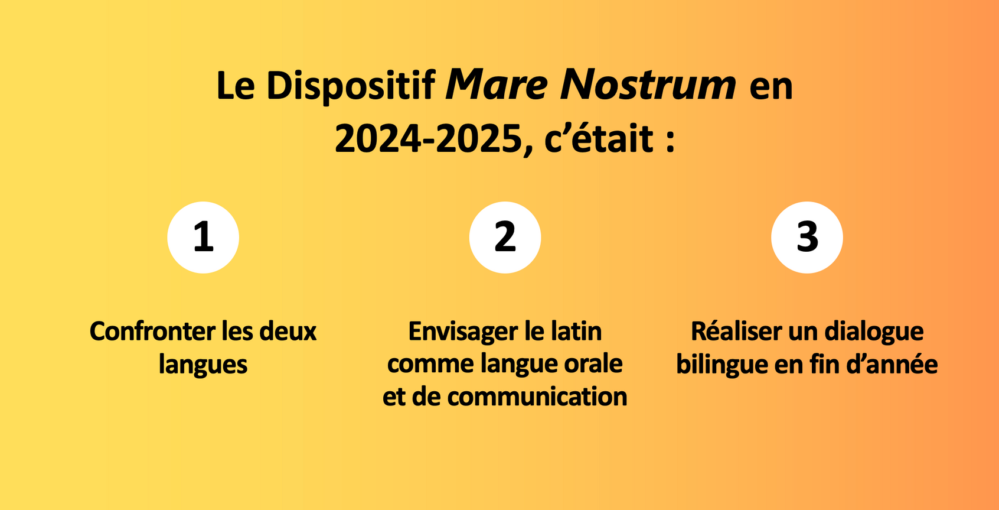 Le Dispositif Mare Nostrum en
2024-2025, c’était :
1
Confronter les deux
langues
2
Envisager le latin
comme langue orale
et de communication
3
Réaliser un dialogue
bilingue en fin d’année